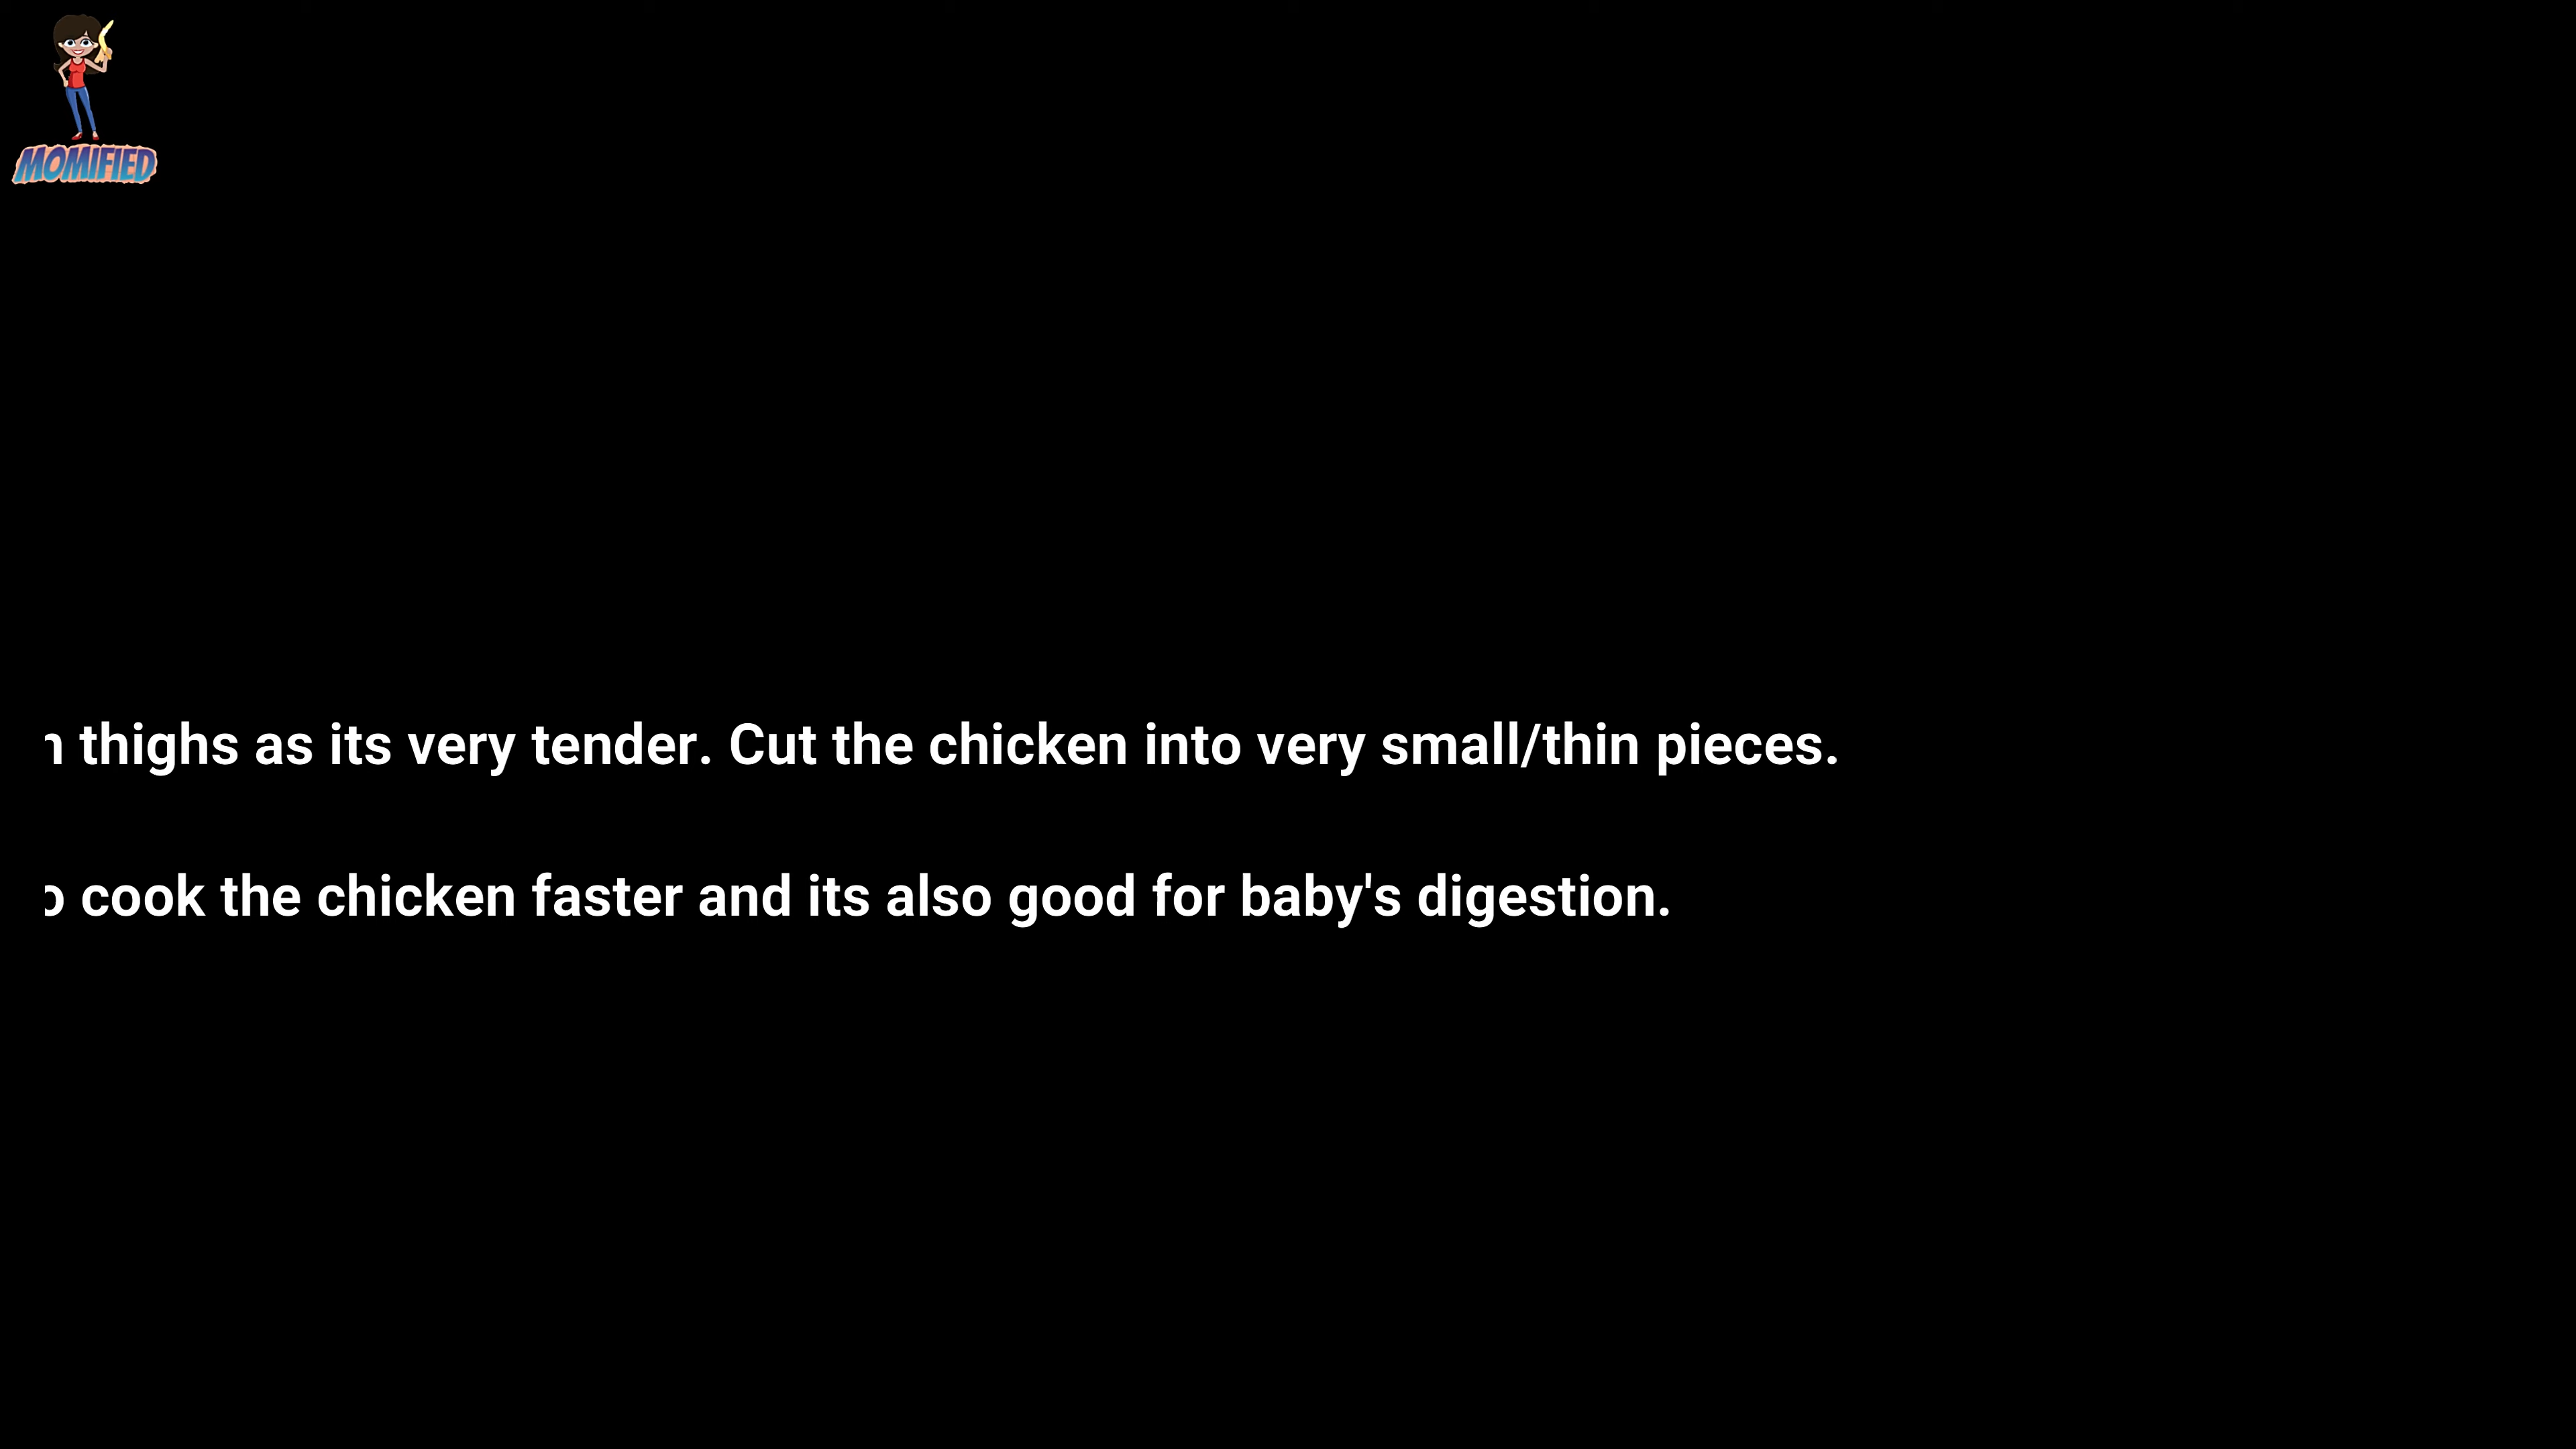 MOMIFIED
thighs as its very tender. Cut the chicken into very small/thin pieces.
cook the chicken faster and its also good for baby's digestion.